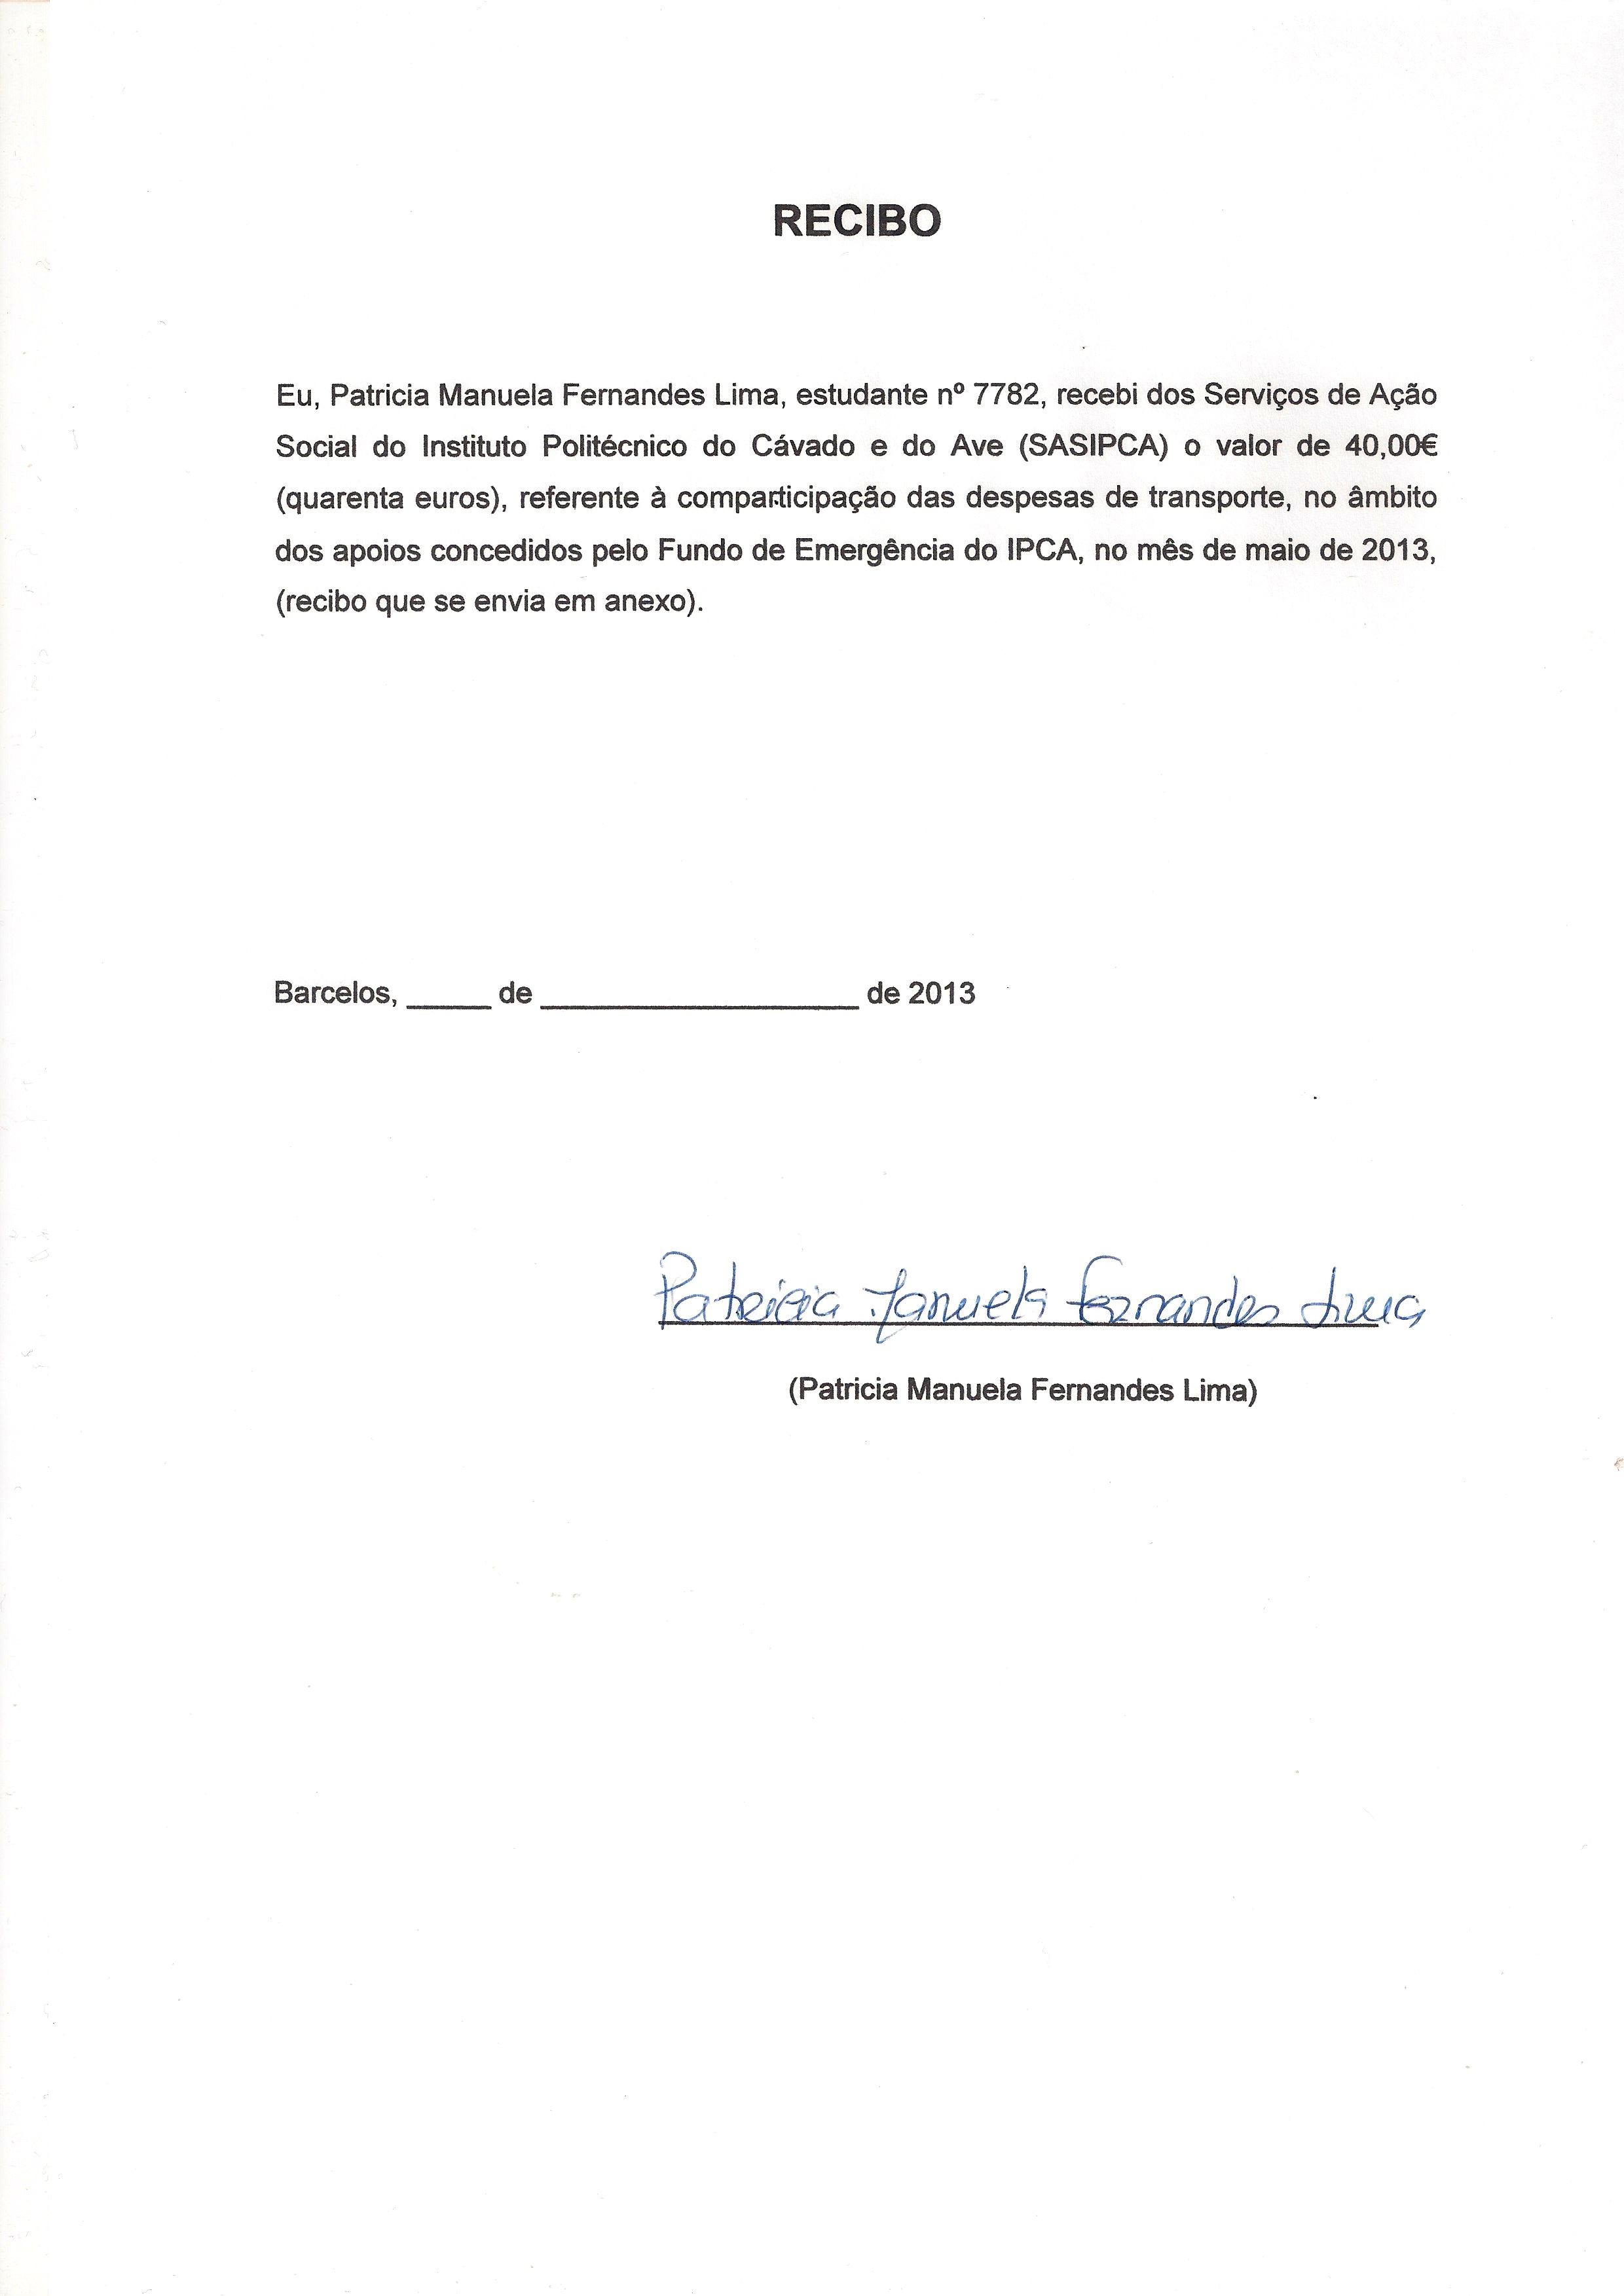 RECIBO
Eu, Patricia Manuela Fernandes Lima, estudante nº 7782, recebi dos Serviços de Ação
Social do Instituto Politécnico do Cávado e do Ave (SASIPCA) o valor de 40,00€
(quarenta euros), referente à comparticipação das despesas de transporte, no âmbito
dos apoios concedidos pelo Fundo de Emergência do IPCA, no mês de maio de 2013,
(recibo que se envia em anexo).
Barcelos, _____ de ____________________ de 2013
Patricia Manuela Fernandes Lima
(Patricia Manuela Fernandes Lima)